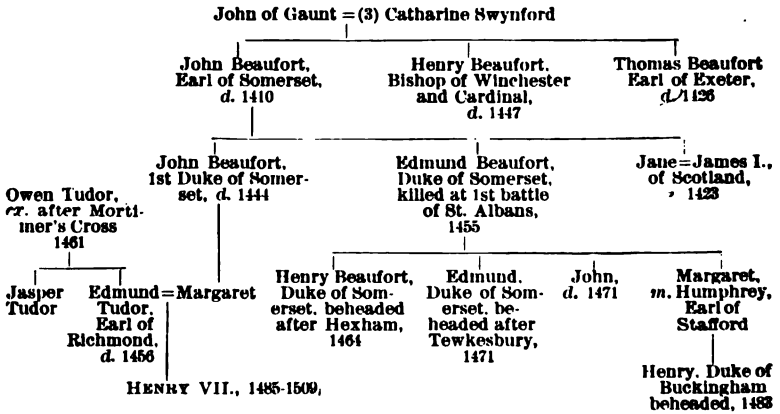 John of Gaunt = (3) Catharine Swynford
John Beaufort,
Earl of Somerset,
d. 1410
Henry Beaufort.
Bishop of Winchester
and Cardinal,
d. 1447
Thomas Beaufort
Earl of Exeter,
d. 1426
John Beaufort,
1st Duke of Somer-
set, d. 1444
Edmund Beaufort,
Duke of Somerset,
killed at 1st battle
of St. Albans,
1455
Jane=James I.,
of Scotland,
1423
Owen Tudor,
ex. after Morti-
mer's Cross
1461
Jasper
Tudor
Edmund=Margaret
Tudor,
Earl of
Richmond,
d. 1456
Henry Beaufort,
Duke of Som-
erset, beheaded
after Hexham,
1464
Edmund,
Duke of Som-
erset, be-
headed after
Tewkesbury,
1471
John,
d. 1471
Margaret,
m. Humphrey,
Earl of
Stafford
HENRY VII., 1485-1509,
Henry, Duke of
Buckingham
beheaded, 1483